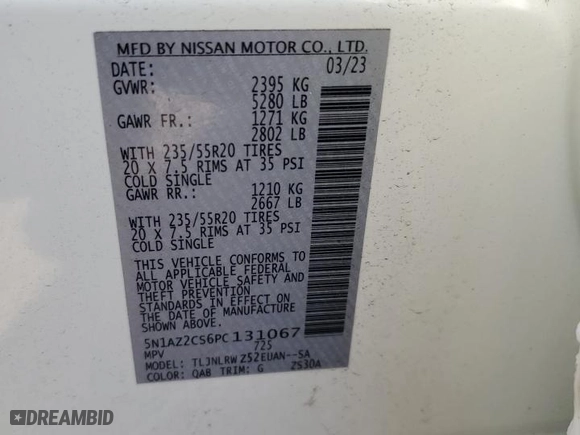 MFD BY NISSAN MOTOR CO., LTD.
DATE: 03/23
GVWR: 2395 KG
5280 LB
GAWR FR.: 1271 KG
2802 LB
WITH 235/55R20 TIRES
20 X 7.5 RIMS AT 35 PSI
COLD SINGLE
GAWR RR.: 1210 KG
2667 LB
WITH 235/55R20 TIRES
20 X 7.5 RIMS AT 35 PSI
COLD SINGLE
THIS VEHICLE CONFORMS TO
ALL APPLICABLE FEDERAL
MOTOR VEHICLE SAFETY AND
THEFT PREVENTION
STANDARDS IN EFFECT ON
THE DATE OF MANUFACTURE
SHOWN ABOVE.
5N1AZ2CS6PC131067
MPV 725
MODEL: TLJNLRWZ52EUAN--SA
COLOR: QAB TRIM: G ZS30A
DREAMBID